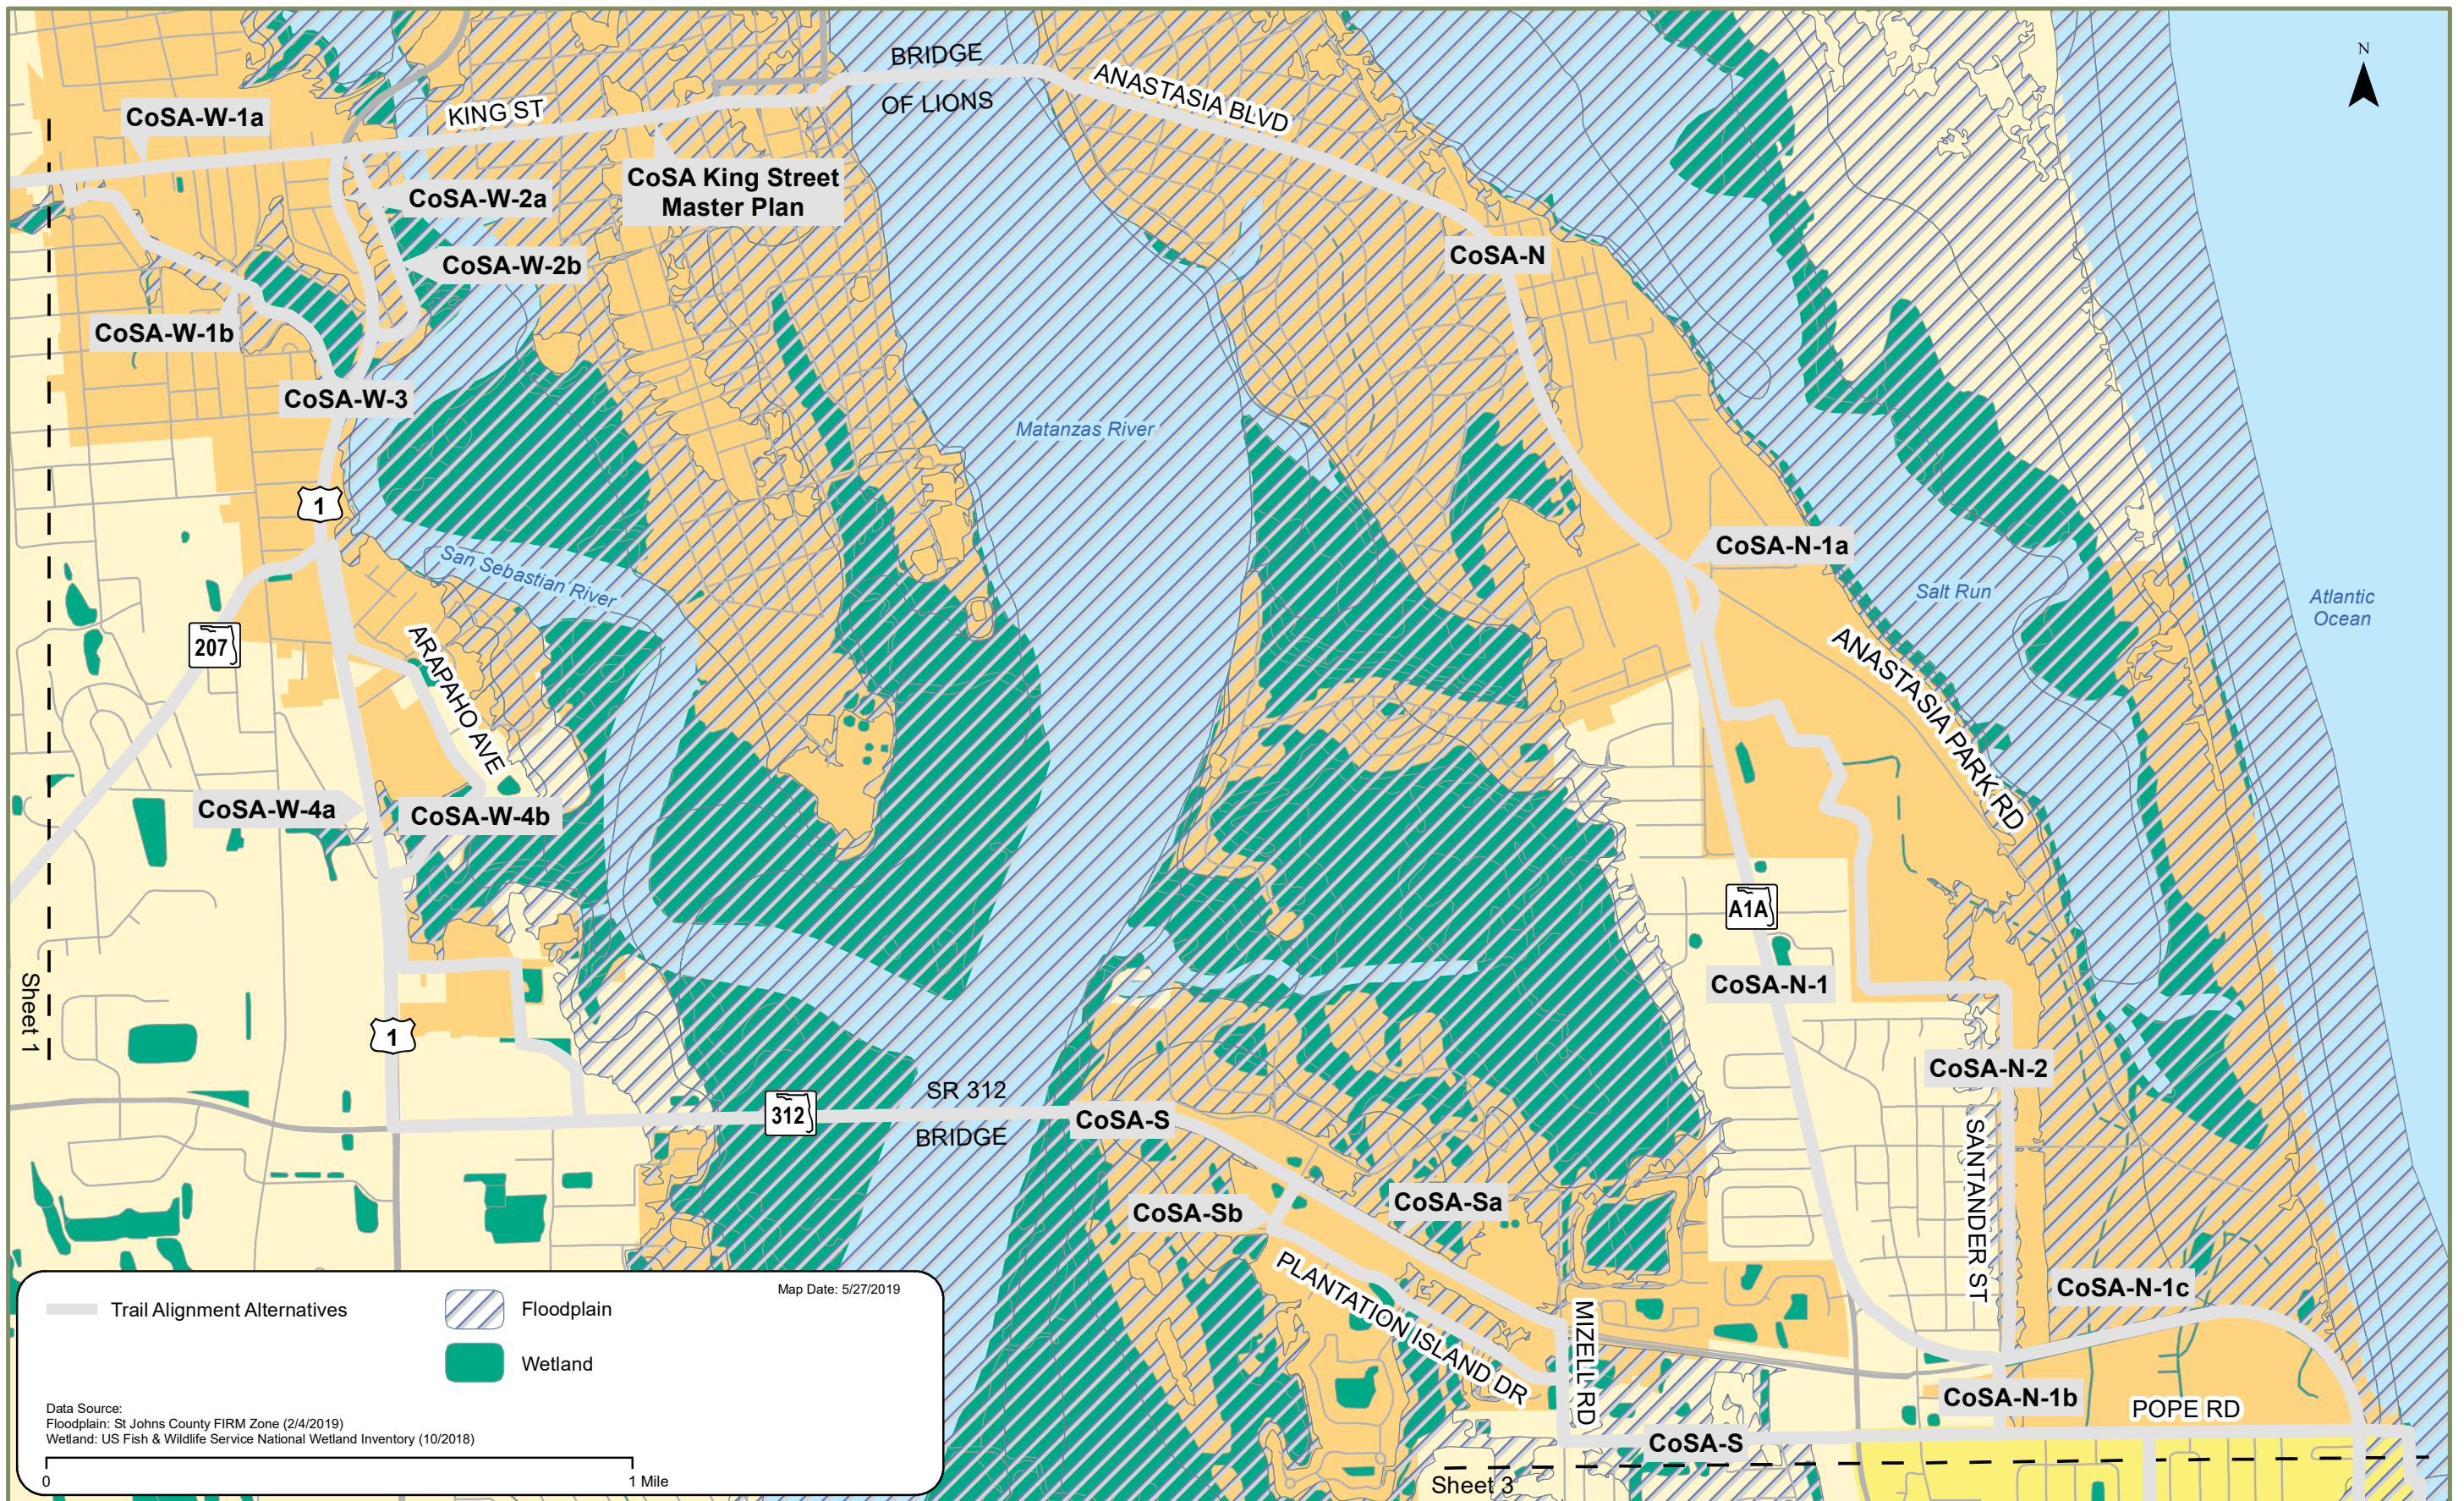 N
BRIDGE
OF LIONS
ANASTASIA BLVD
KING ST
CoSA-W-1a
CoSA King Street
Master Plan
CoSA-W-2a
CoSA-W-2b
CoSA-N
CoSA-W-1b
CoSA-W-3
Matanzas River
1
San Sebastian River
CoSA-N-1a
Salt Run
Atlantic
Ocean
207
ARAPAHO AVE
ANASTASIA PARK RD
CoSA-W-4a
CoSA-W-4b
A1A
Sheet 1
CoSA-N-1
1
CoSA-N-2
SR 312
BRIDGE
312
CoSA-S
SANTANDER ST
CoSA-Sb
CoSA-Sa
PLANTATION ISLAND DR
MIZELL RD
CoSA-N-1c
CoSA-N-1b
POPE RD
CoSA-S
Sheet 3
Map Date: 5/27/2019
Trail Alignment Alternatives
Floodplain
Wetland
Data Source:
Floodplain: St Johns County FIRM Zone (2/4/2019)
Wetland: US Fish & Wildlife Service National Wetland Inventory (10/2018)
0
1 Mile